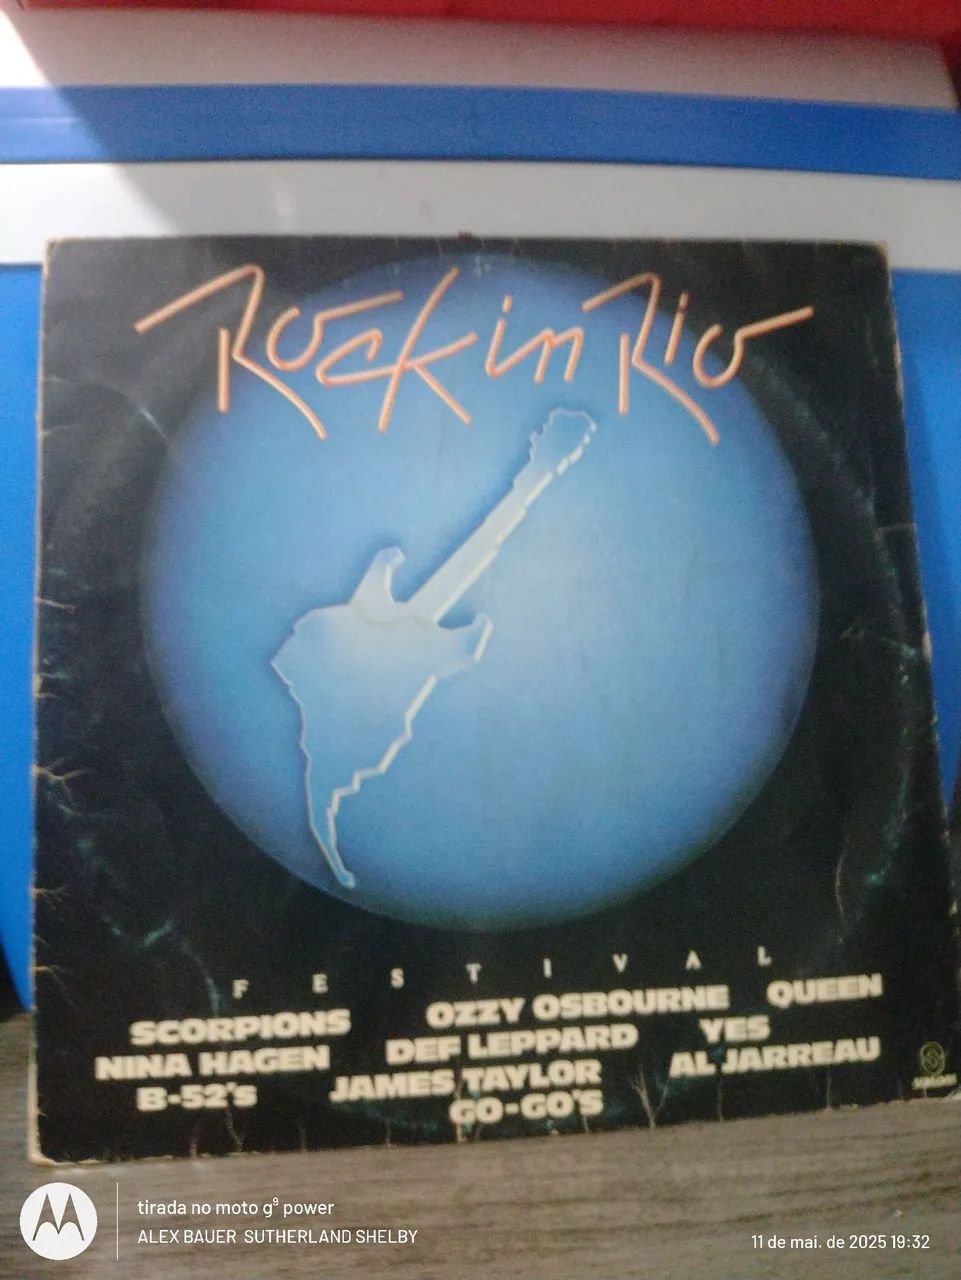 Rock in Rio
FESTIVAL
SCORPIONS OZZY OSBOURNE QUEEN
NINA HAGEN DEF LEPPARD YES
B-52's JAMES TAYLOR AL JARREAU
GO-GO'S
tirada no moto g⁹ power
ALEX BAUER SUTHERLAND SHELBY
11 de mai. de 2025 19:32